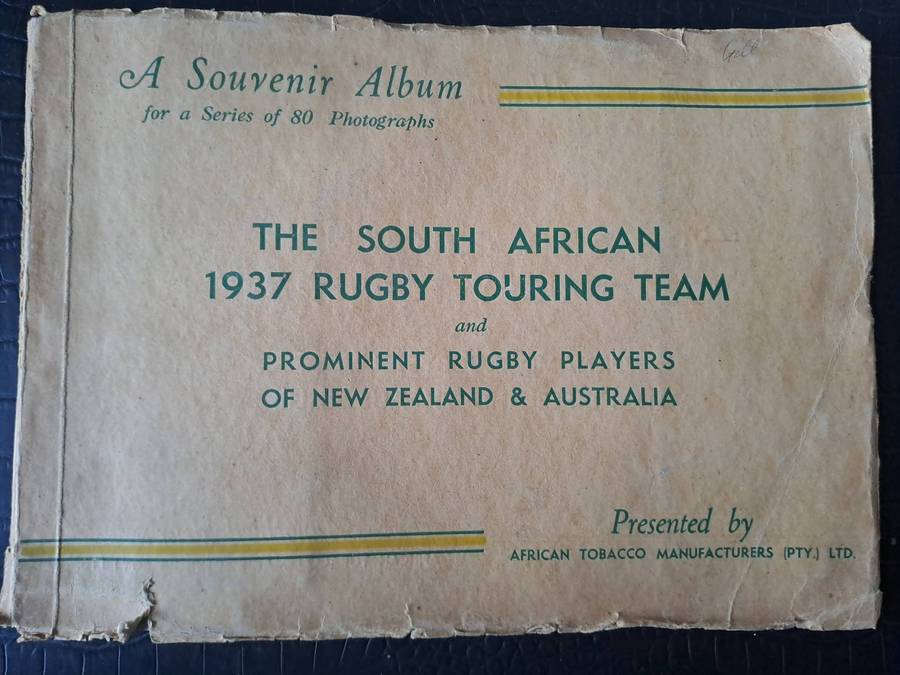 A Souvenir Album
for a Series of 80 Photographs
THE SOUTH AFRICAN
1937 RUGBY TOURING TEAM
and
PROMINENT RUGBY PLAYERS
OF NEW ZEALAND & AUSTRALIA
Presented by
AFRICAN TOBACCO MANUFACTURERS (PTY.) LTD.